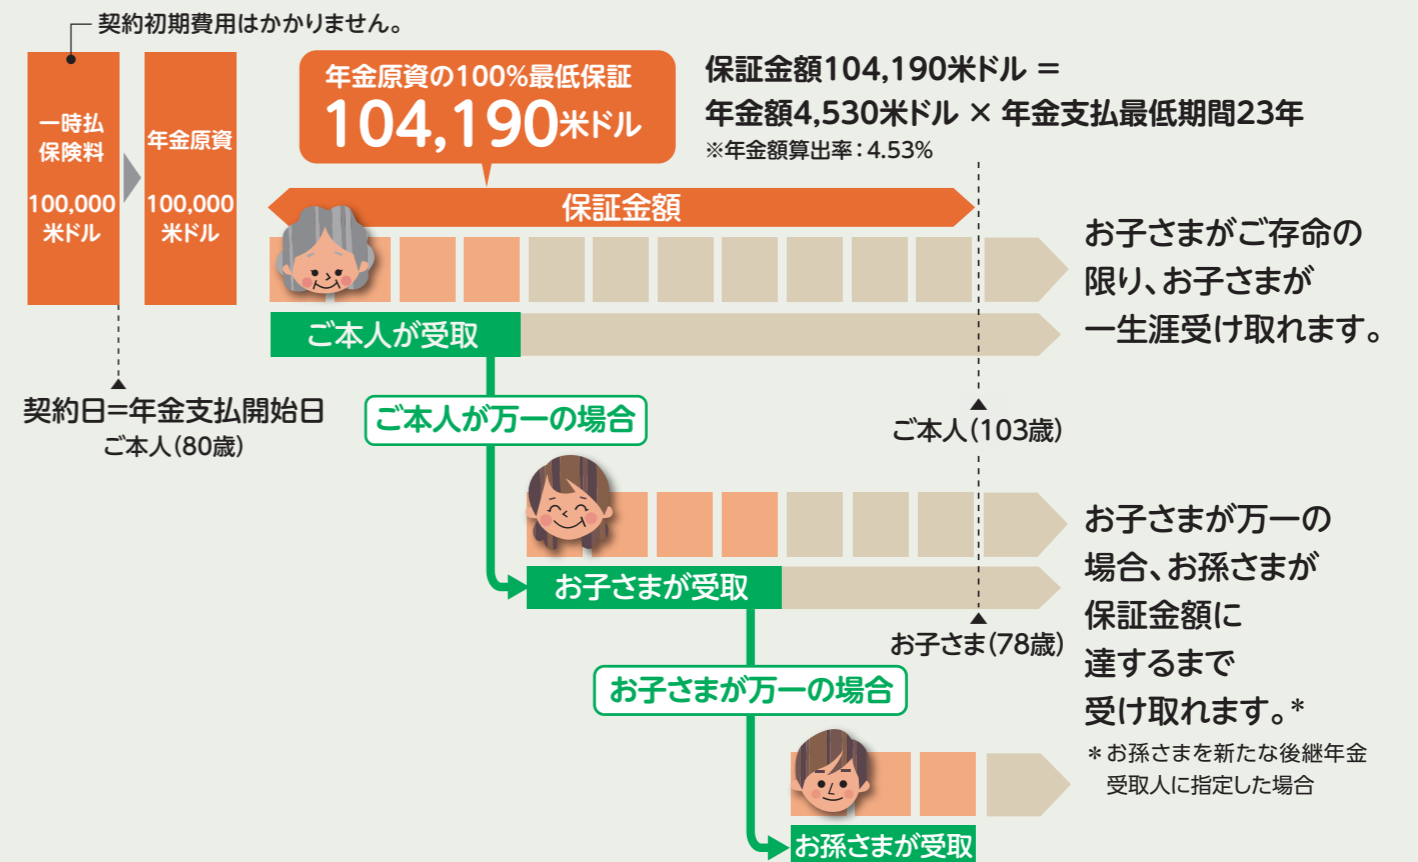 契約初期費用はかかりません。
一時払
保険料
100,000
米ドル
年金原資
100,000
米ドル
年金原資の100%最低保証
104,190米ドル
保証金額104,190米ドル =
年金額4,530米ドル × 年金支払最低期間23年
※年金額算出率:4.53%
保証金額
ご本人が受取
お子さまがご存命の
限り、お子さまが
一生涯受け取れます。
契約日=年金支払開始日
ご本人(80歳)
ご本人が万一の場合
ご本人(103歳)
お子さまが受取
お子さま(78歳)
お子さまが万一の
場合、お孫さまが
保証金額に
達するまで
受け取れます。*
*お孫さまを新たな後継年金
受取人に指定した場合
お子さまが万一の場合
お孫さまが受取